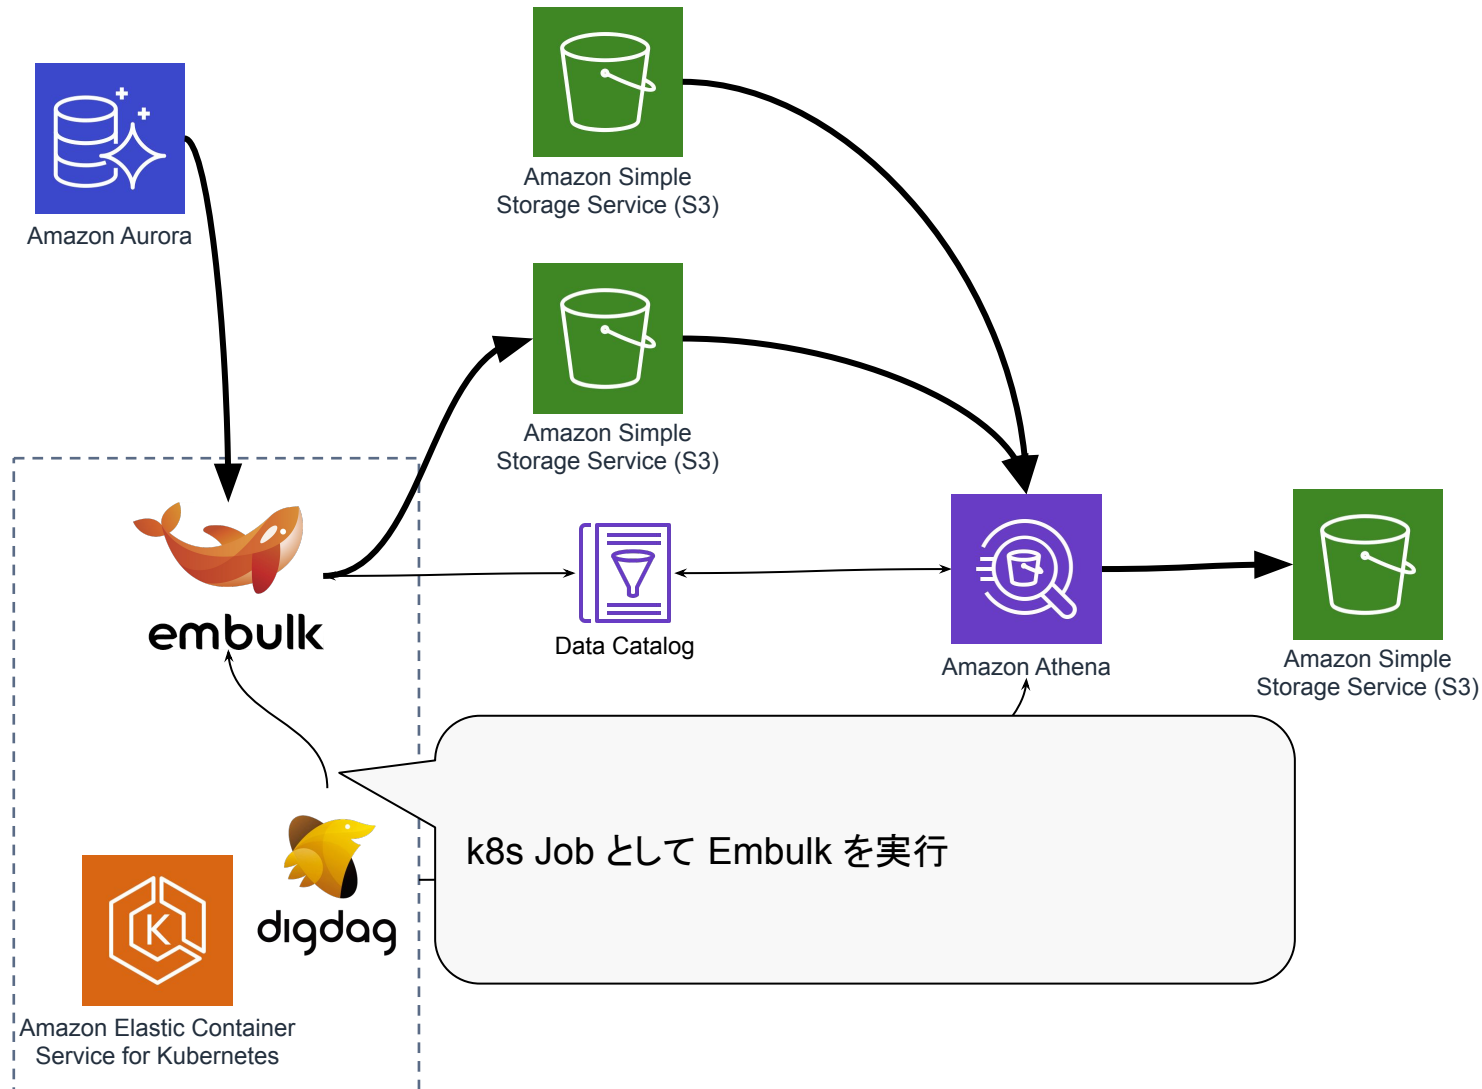 Amazon Simple
Storage Service (S3)
Amazon Aurora
Amazon Simple
Storage Service (S3)
embulk
Data Catalog
Amazon Athena
Amazon Simple
Storage Service (S3)
k8s Job として Embulk を実行
K
digdag
Amazon Elastic Container
Service for Kubernetes